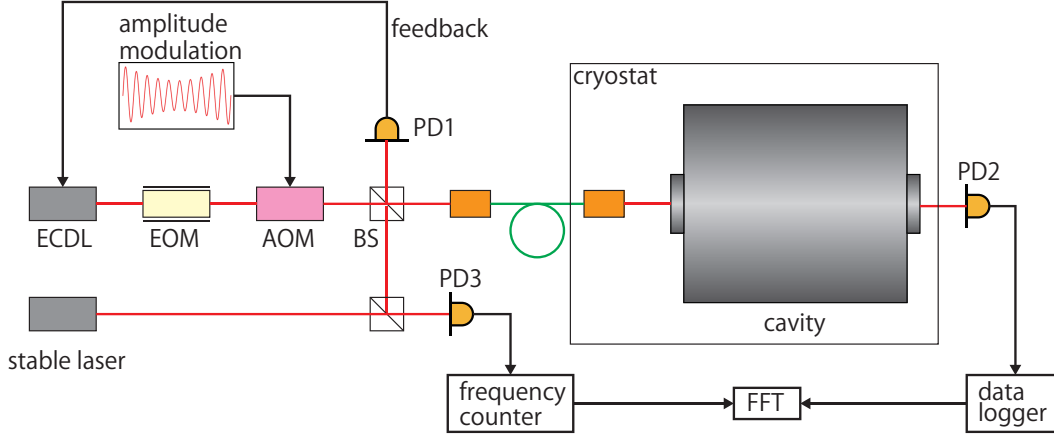 amplitude
modulation
feedback
cryostat
PD1
PD2
ECDL
EOM
AOM
BS
PD3
cavity
stable laser
frequency
counter
FFT
data
logger